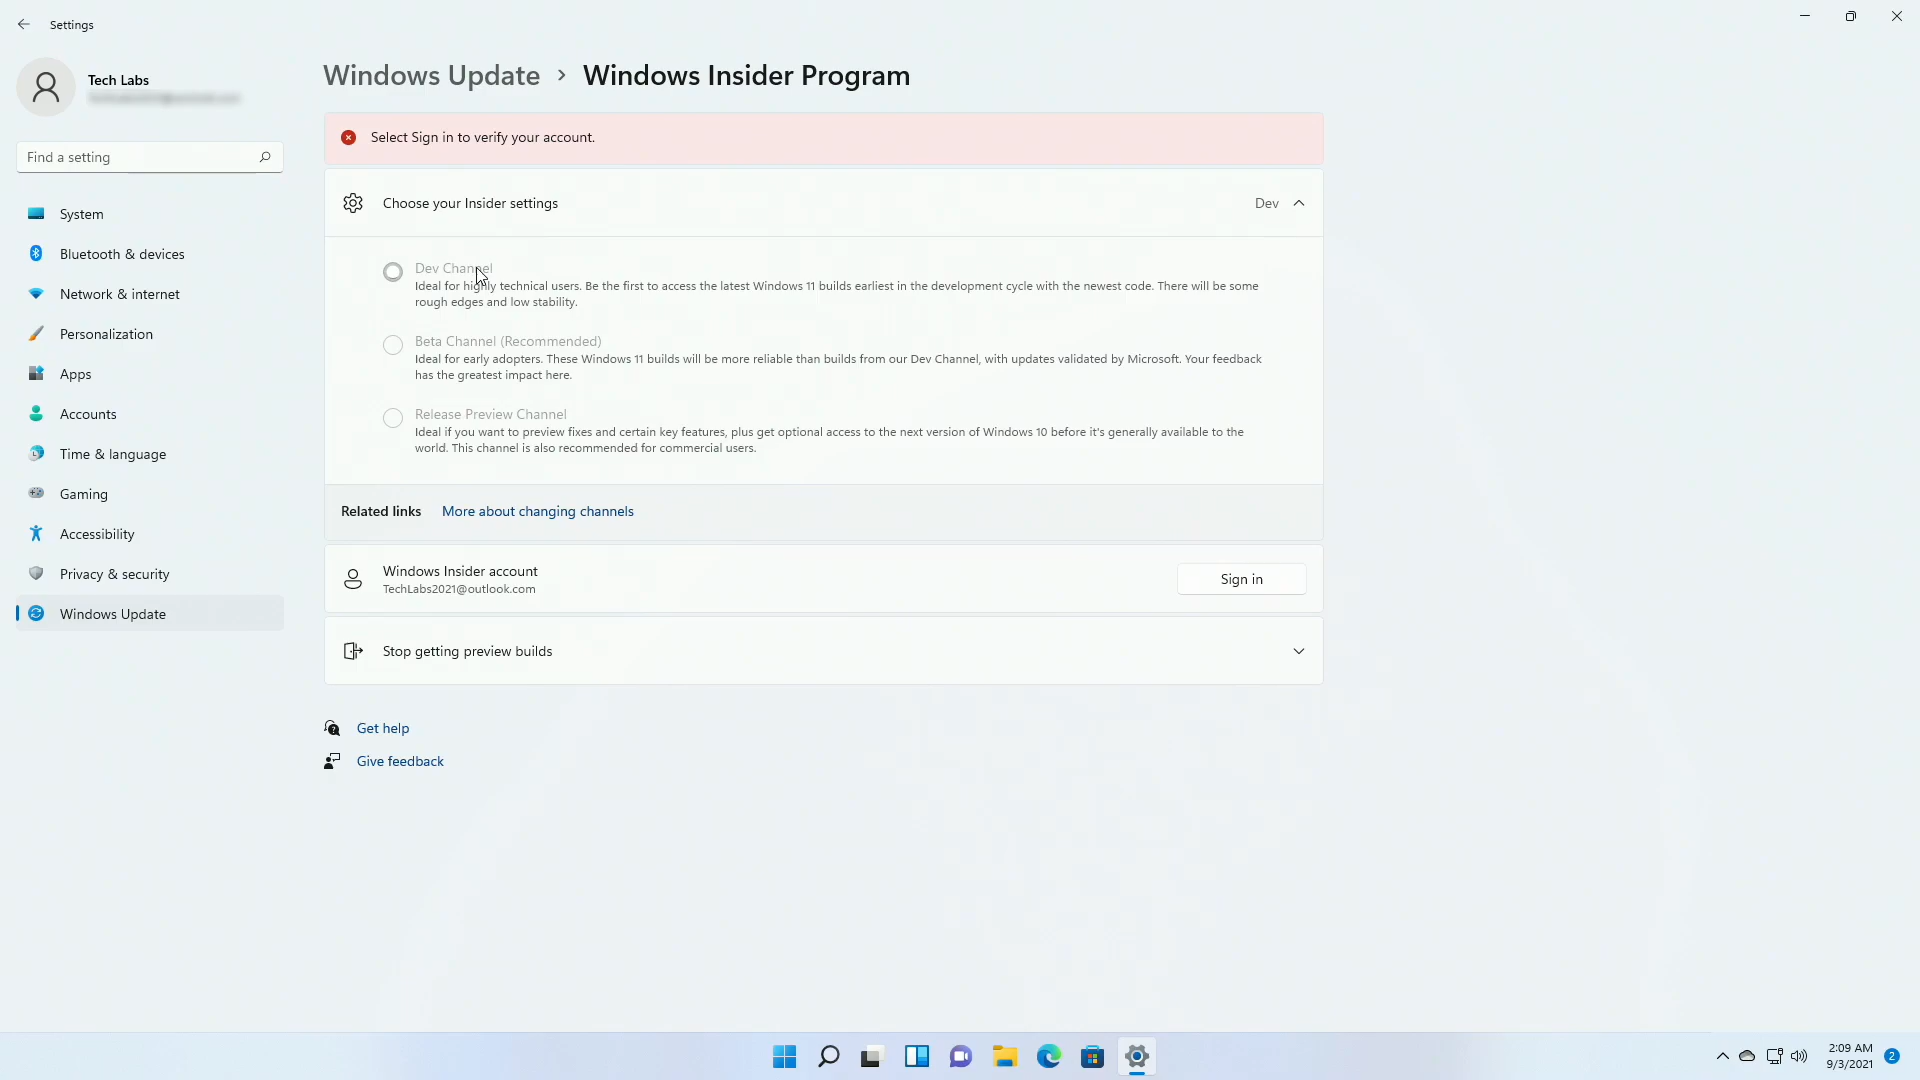 Settings
Tech Labs
Find a setting
System
Bluetooth & devices
Network & internet
Personalization
Apps
Accounts
Time & language
Gaming
Accessibility
Privacy & security
Windows Update
Windows Update > Windows Insider Program
Select Sign in to verify your account.
Choose your Insider settings Dev
Dev Channel
Ideal for highly technical users. Be the first to access the latest Windows 11 builds earliest in the development cycle with the newest code. There will be some
rough edges and low stability.
Beta Channel (Recommended)
Ideal for early adopters. These Windows 11 builds will be more reliable than builds from our Dev Channel, with updates validated by Microsoft. Your feedback
has the greatest impact here.
Release Preview Channel
Ideal if you want to preview fixes and certain key features, plus get optional access to the next version of Windows 10 before it's generally available to the
world. This channel is also recommended for commercial users.
Related links More about changing channels
Windows Insider account
TechLabs2021@outlook.com
Sign in
Stop getting preview builds
Get help
Give feedback
2:09 AM
9/3/2021
2